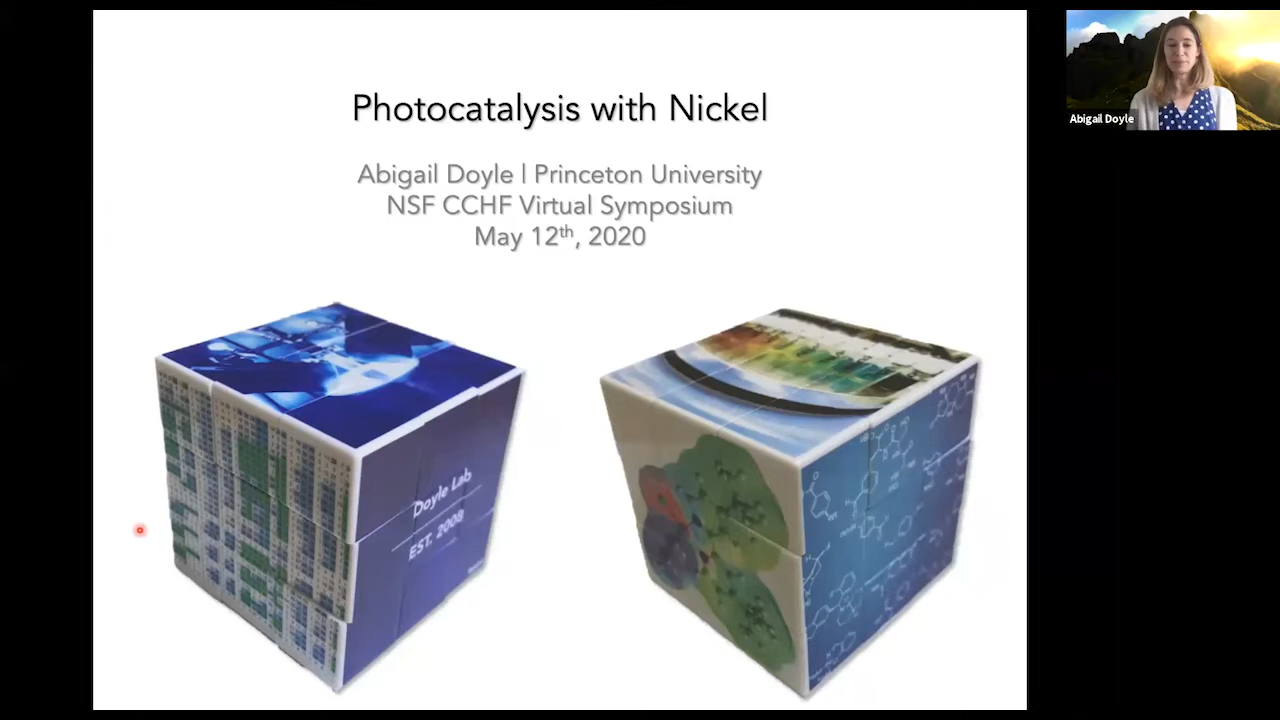 Photocatalysis with Nickel
Abigail Doyle | Princeton University
NSF CCHF Virtual Symposium
May 12th, 2020
Doyle Lab
EST. 2008
Abigail Doyle